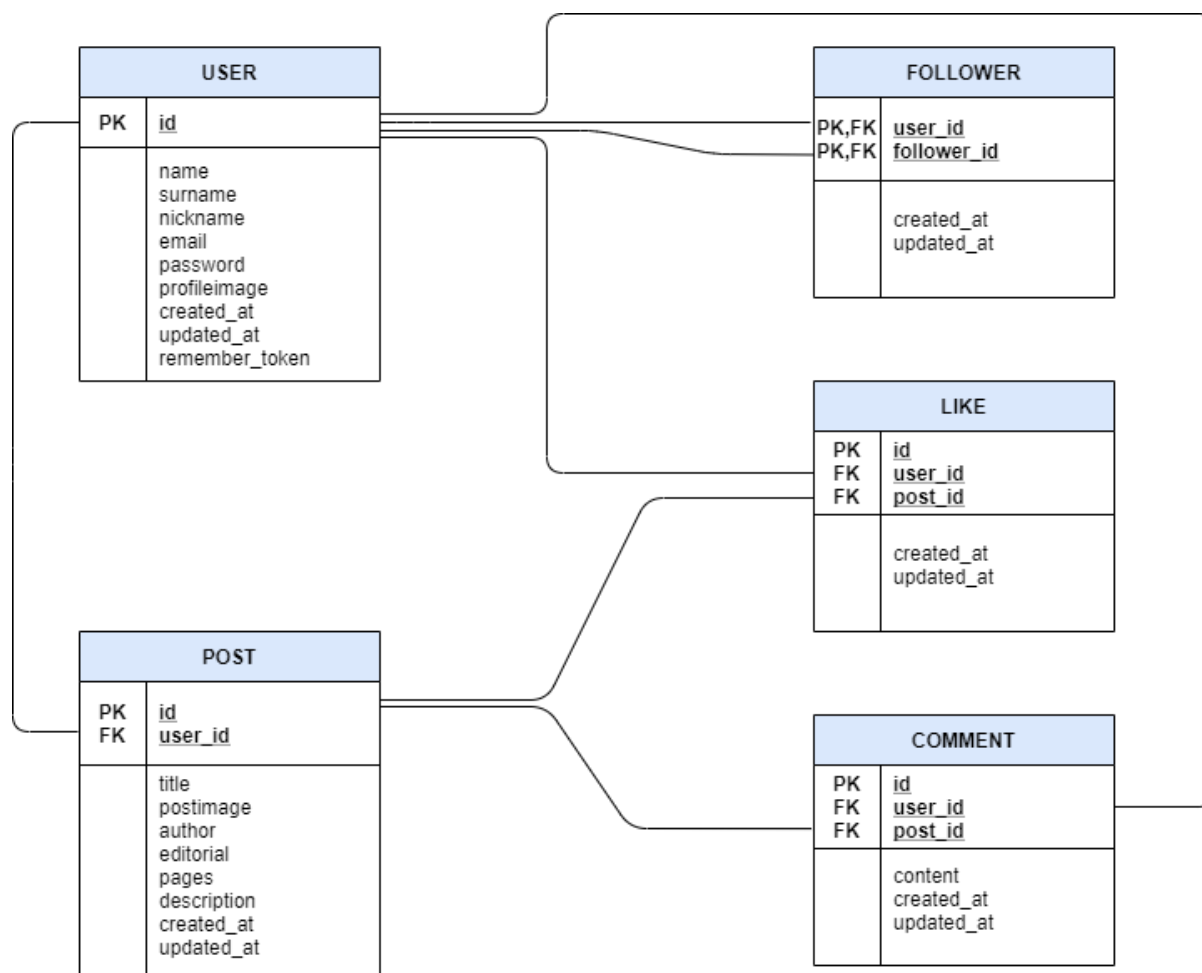 USER
PK id
name
surname
nickname
email
password
profileimage
created_at
updated_at
remember_token
FOLLOWER
PK,FK user_id
PK,FK follower_id
created_at
updated_at
LIKE
PK id
FK user_id
FK post_id
created_at
updated_at
POST
PK id
FK user_id
title
postimage
author
editorial
pages
description
created_at
updated_at
COMMENT
PK id
FK user_id
FK post_id
content
created_at
updated_at